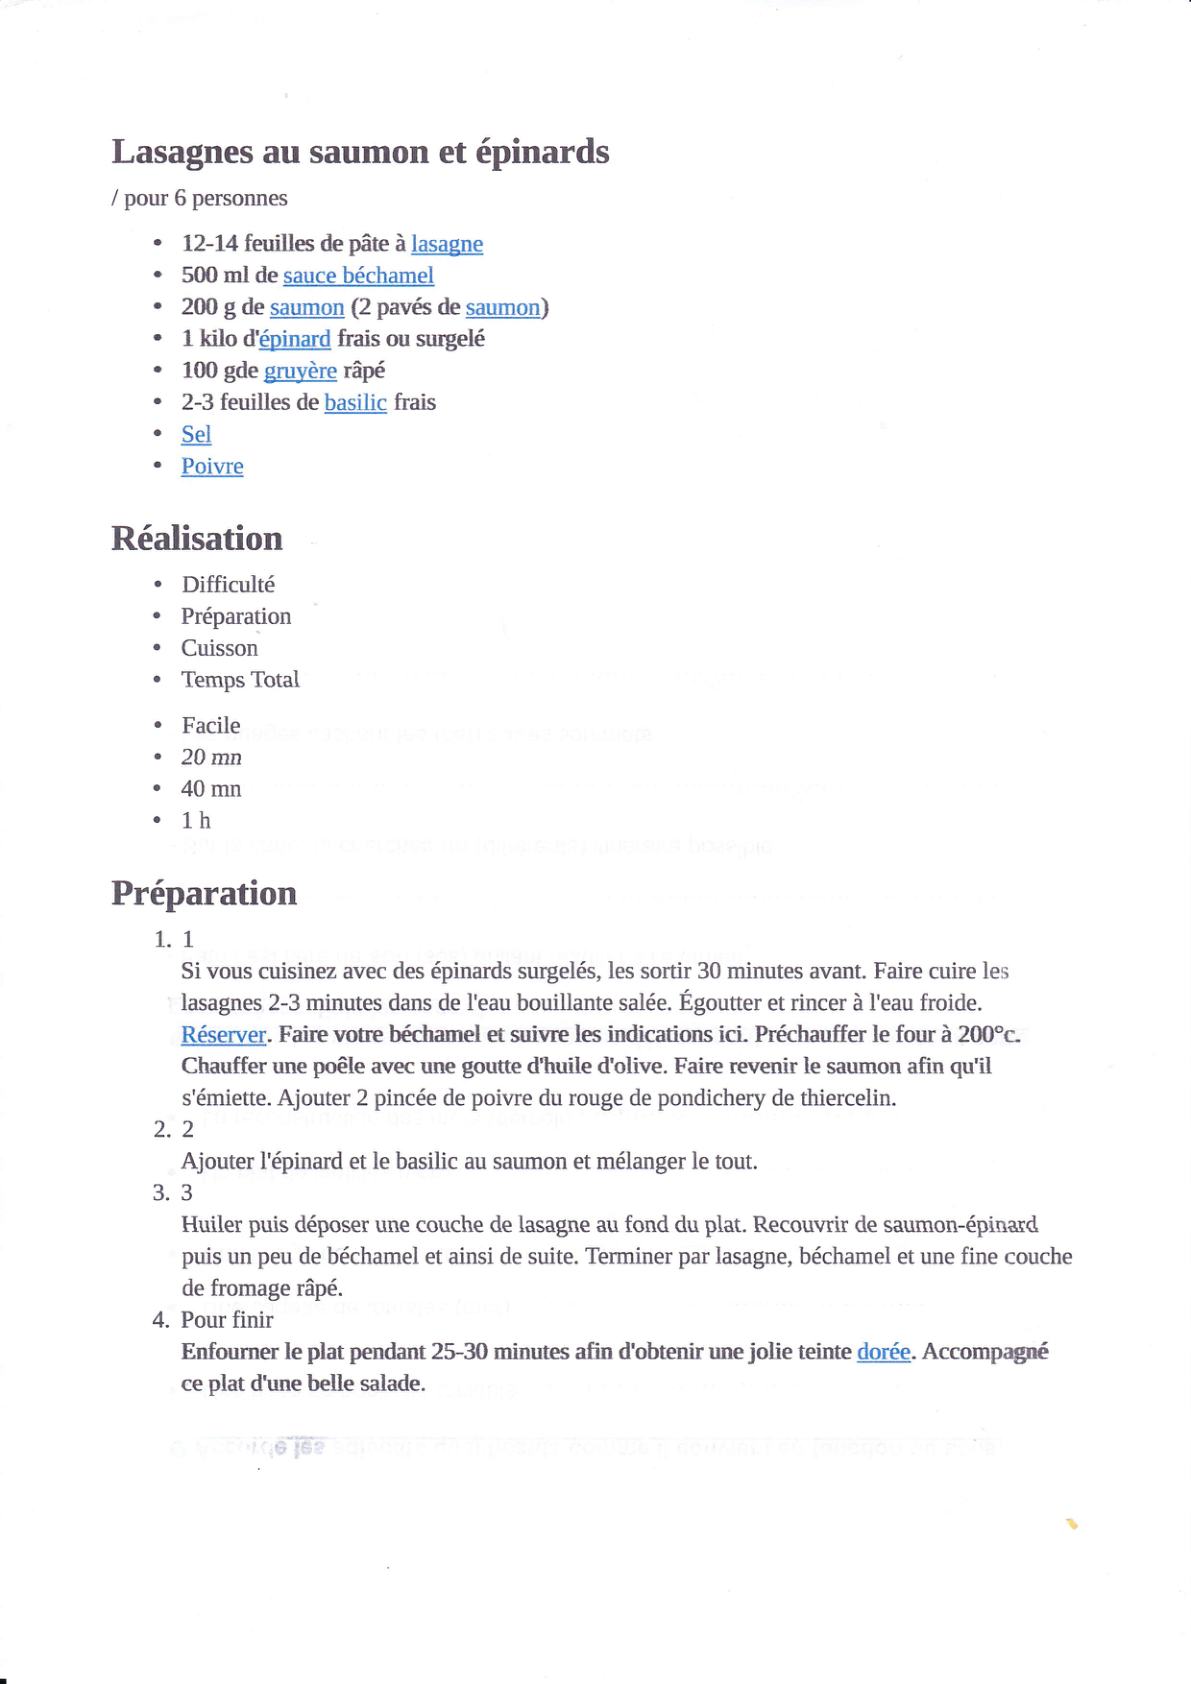 Lasagnes au saumon et épinards
/ pour 6 personnes
• 12-14 feuilles de pâte à lasagne
• 500 ml de sauce béchamel
• 200 g de saumon (2 pavés de saumon)
• 1 kilo d'épinard frais ou surgelé
• 100 gde gruyère râpé
• 2-3 feuilles de basilic frais
• Sel
• Poivre
Réalisation
• Difficulté
• Préparation
• Cuisson
• Temps Total
• Facile
• 20 mn
• 40 mn
• 1 h
Préparation
1. 1
Si vous cuisinez avec des épinards surgelés, les sortir 30 minutes avant. Faire cuire les
lasagnes 2-3 minutes dans de l'eau bouillante salée. Égoutter et rincer à l'eau froide.
Réserver. Faire votre béchamel et suivre les indications ici. Préchauffer le four à 200°c.
Chauffer une poêle avec une goutte d'huile d'olive. Faire revenir le saumon afin qu'il
s'émiette. Ajouter 2 pincée de poivre du rouge de pondichery de thiercelin.
2. 2
Ajouter l'épinard et le basilic au saumon et mélanger le tout.
3. 3
Huiler puis déposer une couche de lasagne au fond du plat. Recouvrir de saumon-épinard
puis un peu de béchamel et ainsi de suite. Terminer par lasagne, béchamel et une fine couche
de fromage râpé.
4. Pour finir
Enfourner le plat pendant 25-30 minutes afin d'obtenir une jolie teinte dorée. Accompagné
ce plat d'une belle salade.